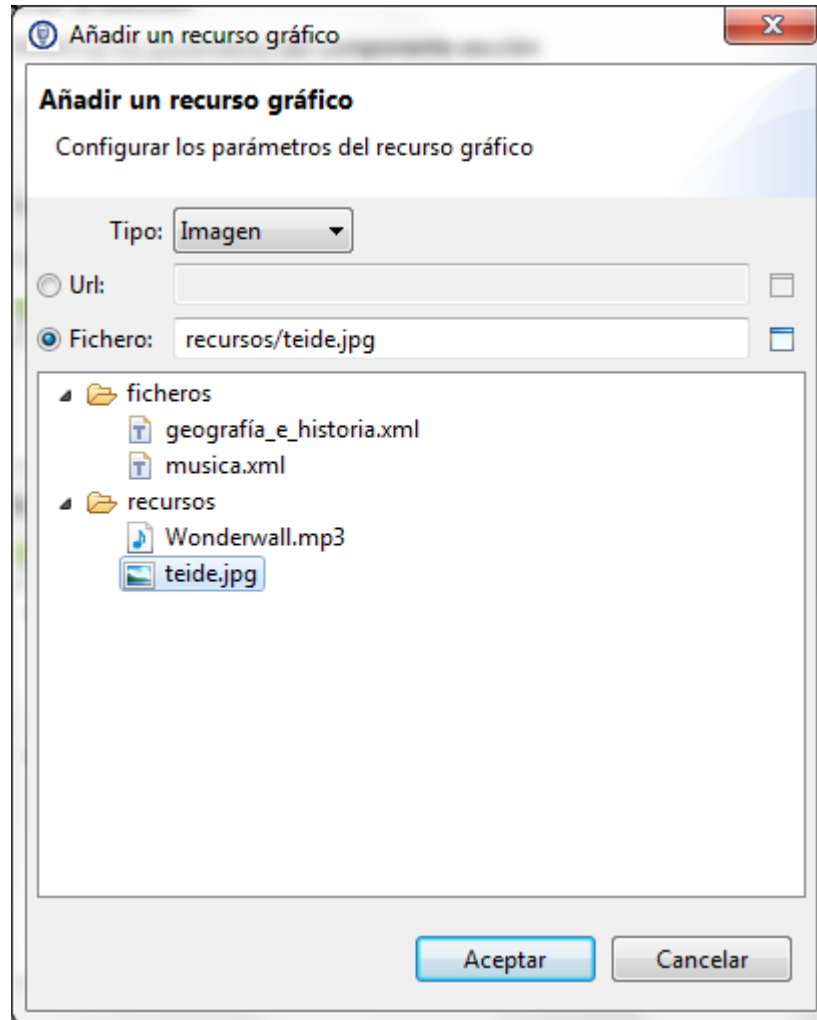 Añadir un recurso gráfico
Añadir un recurso gráfico
Configurar los parámetros del recurso gráfico
Tipo: Imagen
Url:
Fichero: recursos/teide.jpg
ficheros
geografía_e_historia.xml
musica.xml
recursos
Wonderwall.mp3
teide.jpg
Aceptar Cancelar